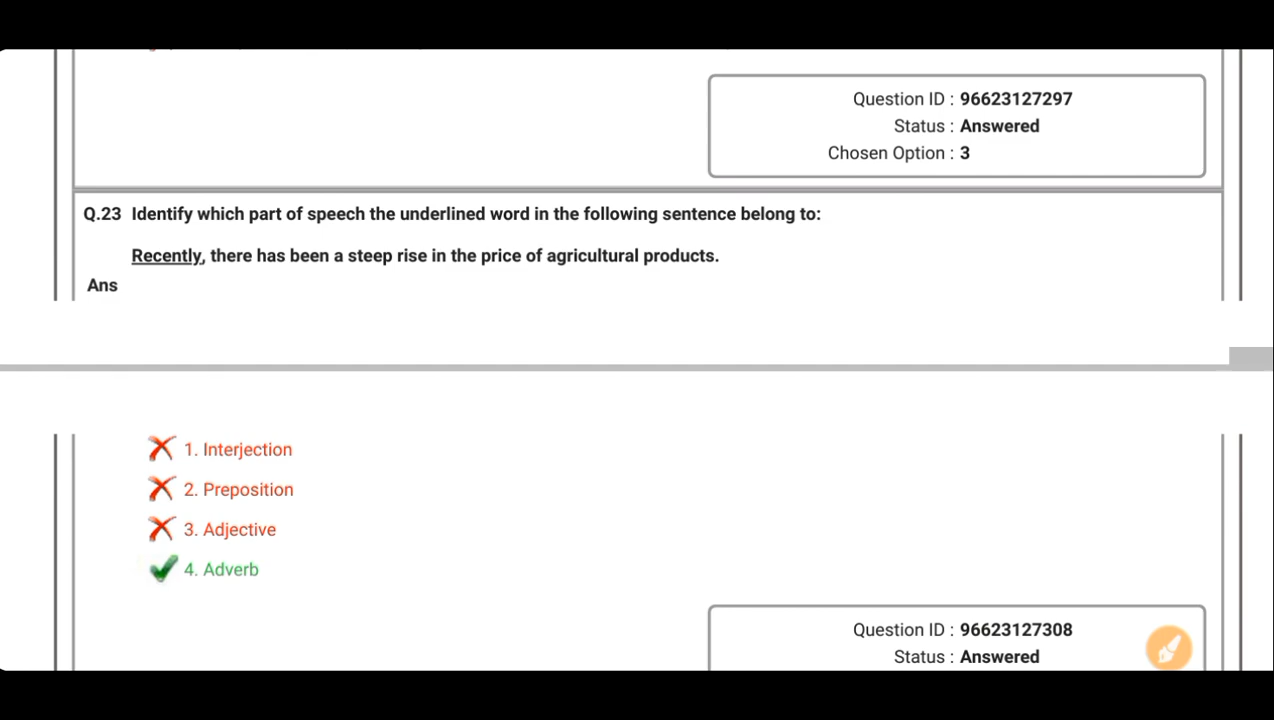 Question ID : 96623127297
Status : Answered
Chosen Option : 3
Q.23 Identify which part of speech the underlined word in the following sentence belong to:
Recently, there has been a steep rise in the price of agricultural products.
Ans
1. Interjection
2. Preposition
3. Adjective
4. Adverb
Question ID : 96623127308
Status : Answered